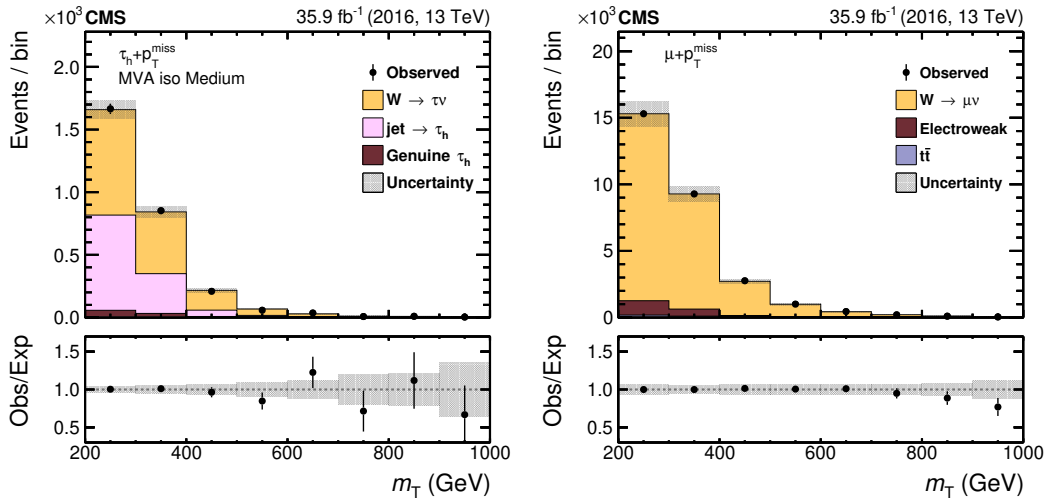 ×10³ CMS 35.9 fb⁻¹ (2016, 13 TeV)
τh+pTmiss
MVA iso Medium
Observed
W → τν
jet → τh
Genuine τh
Uncertainty
Events / bin
2.0
1.5
1.0
0.5
0.0
Obs/Exp
1.5
1.0
0.5
200 400 600 800 1000
mT (GeV)
×10³ CMS 35.9 fb⁻¹ (2016, 13 TeV)
μ+pTmiss
Observed
W → μν
Electroweak
tt̄
Uncertainty
Events / bin
20
15
10
5
0
Obs/Exp
1.5
1.0
0.5
200 400 600 800 1000
mT (GeV)